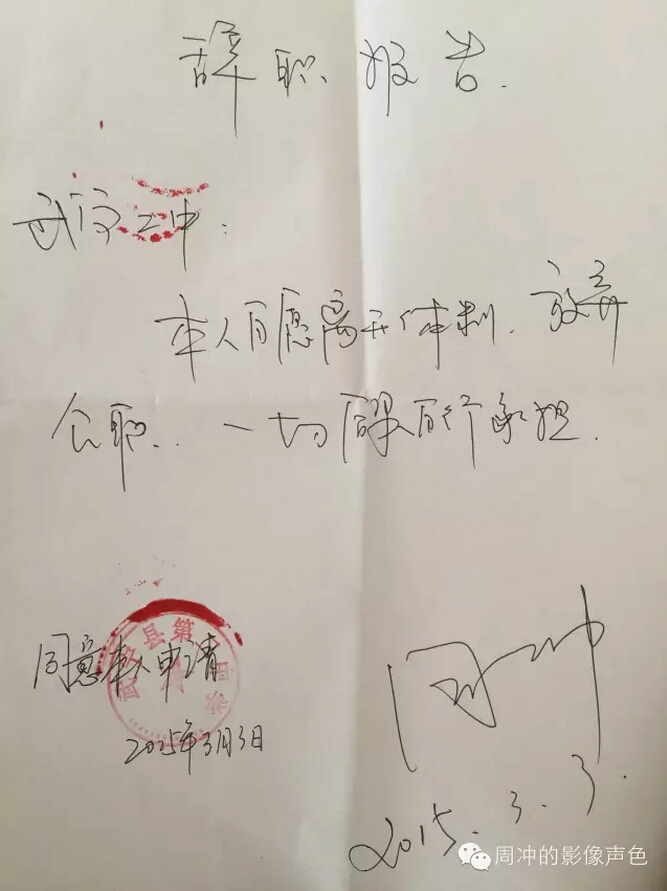 辞职报告.
武宁二中:
本人自愿离开体制、放弃
公职、一切后果自行承担.
县第
同意本人申请
2015年3月3日
周冲
2015.3.3.
周冲的影像声色